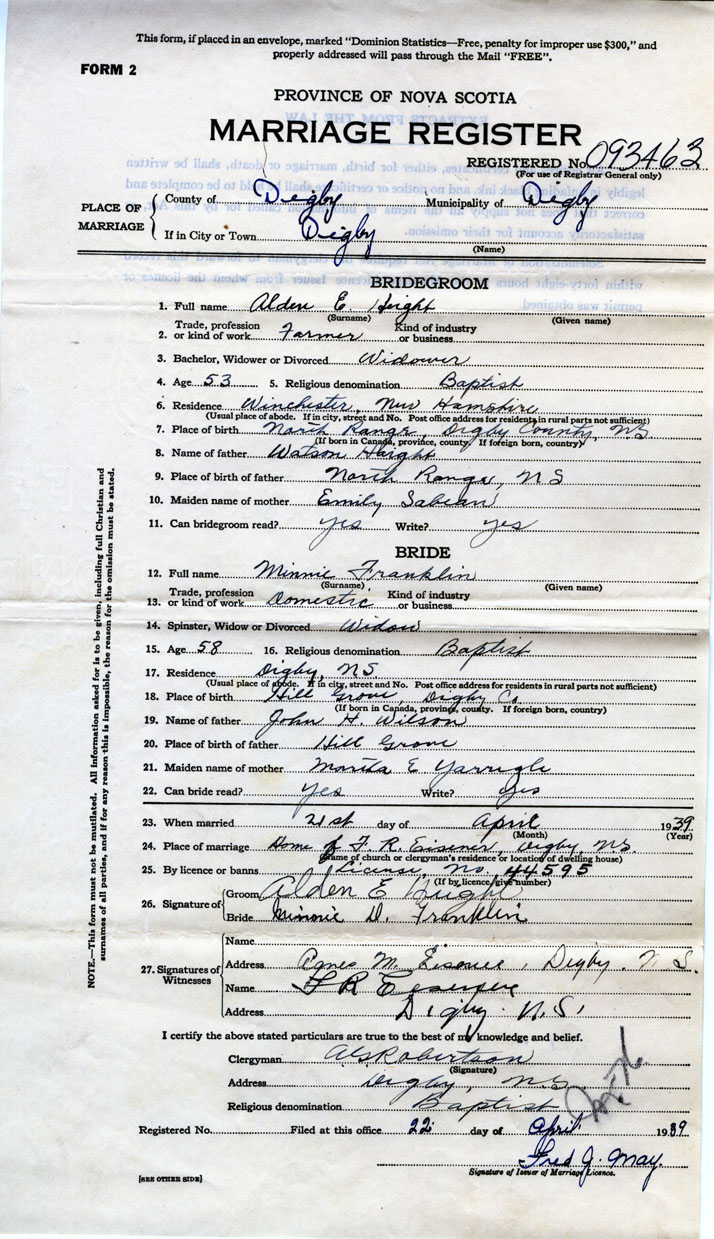 This form, if placed in an envelope, marked "Dominion Statistics—Free, penalty for improper use $300," and
properly addressed will pass through the Mail "FREE".
FORM 2
PROVINCE OF NOVA SCOTIA
MARRIAGE REGISTER
REGISTERED No. 093463
(For use of Registrar General only)
PLACE OF MARRIAGE
County of Digby Municipality of Digby
If in City or Town Digby
(Name)
BRIDEGROOM
1. Full name Alden E Haight
(Surname) (Given name)
2. Trade, profession or kind of work Farmer Kind of industry or business
3. Bachelor, Widower or Divorced Widower
4. Age 53 5. Religious denomination Baptist
6. Residence Winchester, New Hamshire
(Usual place of abode. If in city, street and No. Post office address for residents in rural parts not sufficient)
7. Place of birth North Range, Digby County, NS
(If born in Canada, province, county. If foreign born, country)
8. Name of father Watson Haight
9. Place of birth of father North Range, NS
10. Maiden name of mother Emily Sabean
11. Can bridegroom read? yes Write? yes
BRIDE
12. Full name Minnie Franklin
(Surname) (Given name)
13. Trade, profession or kind of work Domestic Kind of industry or business
14. Spinster, Widow or Divorced Widow
15. Age 58 16. Religious denomination Baptist
17. Residence Digby, NS
(Usual place of abode. If in city, street and No. Post office address for residents in rural parts not sufficient)
18. Place of birth Hill Grove, Digby Co
(If born in Canada, province, county. If foreign born, country)
19. Name of father John H. Wilson
20. Place of birth of father Hill Grove
21. Maiden name of mother E
22. Can bride read? yes Write? yes
23. When married 21st day of April 1939
(Month) (Year)
24. Place of marriage Home of F. R. Eisener, Digby, N.S.
(Name of church or clergyman's residence or location of dwelling house)
25. By licence or banns License, No. 44595
(If by licence, give number)
26. Signature of
Groom Alden E Haight
Bride Minnie D. Franklin
27. Signatures of Witnesses
Name
Address M. Eisener, Digby. N. S.
Name F R Eisener
Address Digby N.S.
I certify the above stated particulars are true to the best of my knowledge and belief.
Clergyman Robertson
(Signature)
Address Digby, NS
Religious denomination Baptist
Registered No. Filed at this office 22 day of April 1939
Fred J. May.
Signature of Issuer of Marriage Licence.
[SEE OTHER SIDE]
NOTE.—This form must not be mutilated. All information asked for is to be given, including full Christian and
surnames of all parties, and if for any reason this is impossible, the reason for the omission must be stated.